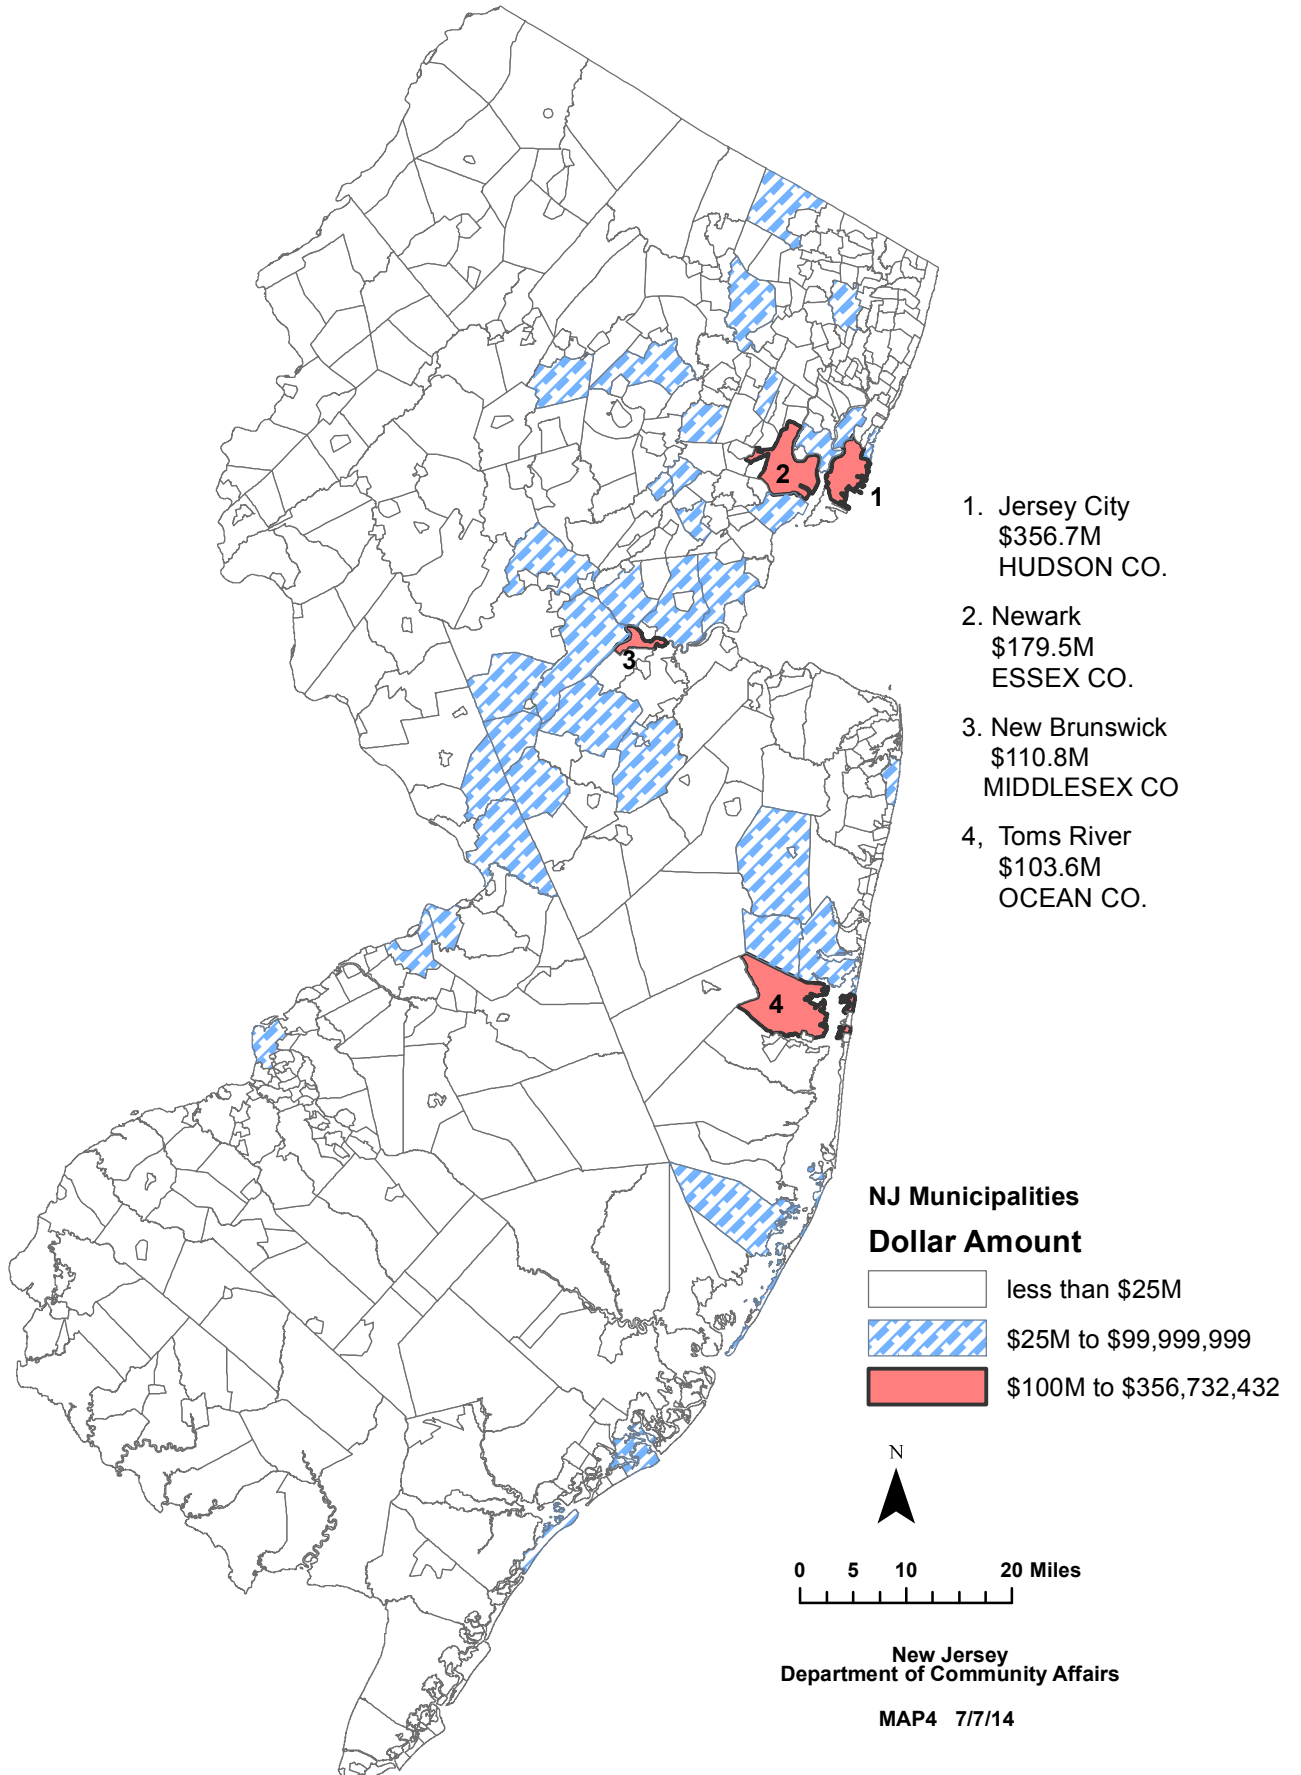 2
1
3
4
1. Jersey City
$356.7M
HUDSON CO.
2. Newark
$179.5M
ESSEX CO.
3. New Brunswick
$110.8M
MIDDLESEX CO
4, Toms River
$103.6M
OCEAN CO.
NJ Municipalities
Dollar Amount
less than $25M
$25M to $99,999,999
$100M to $356,732,432
N
0 5 10 20 Miles
New Jersey
Department of Community Affairs
MAP4 7/7/14